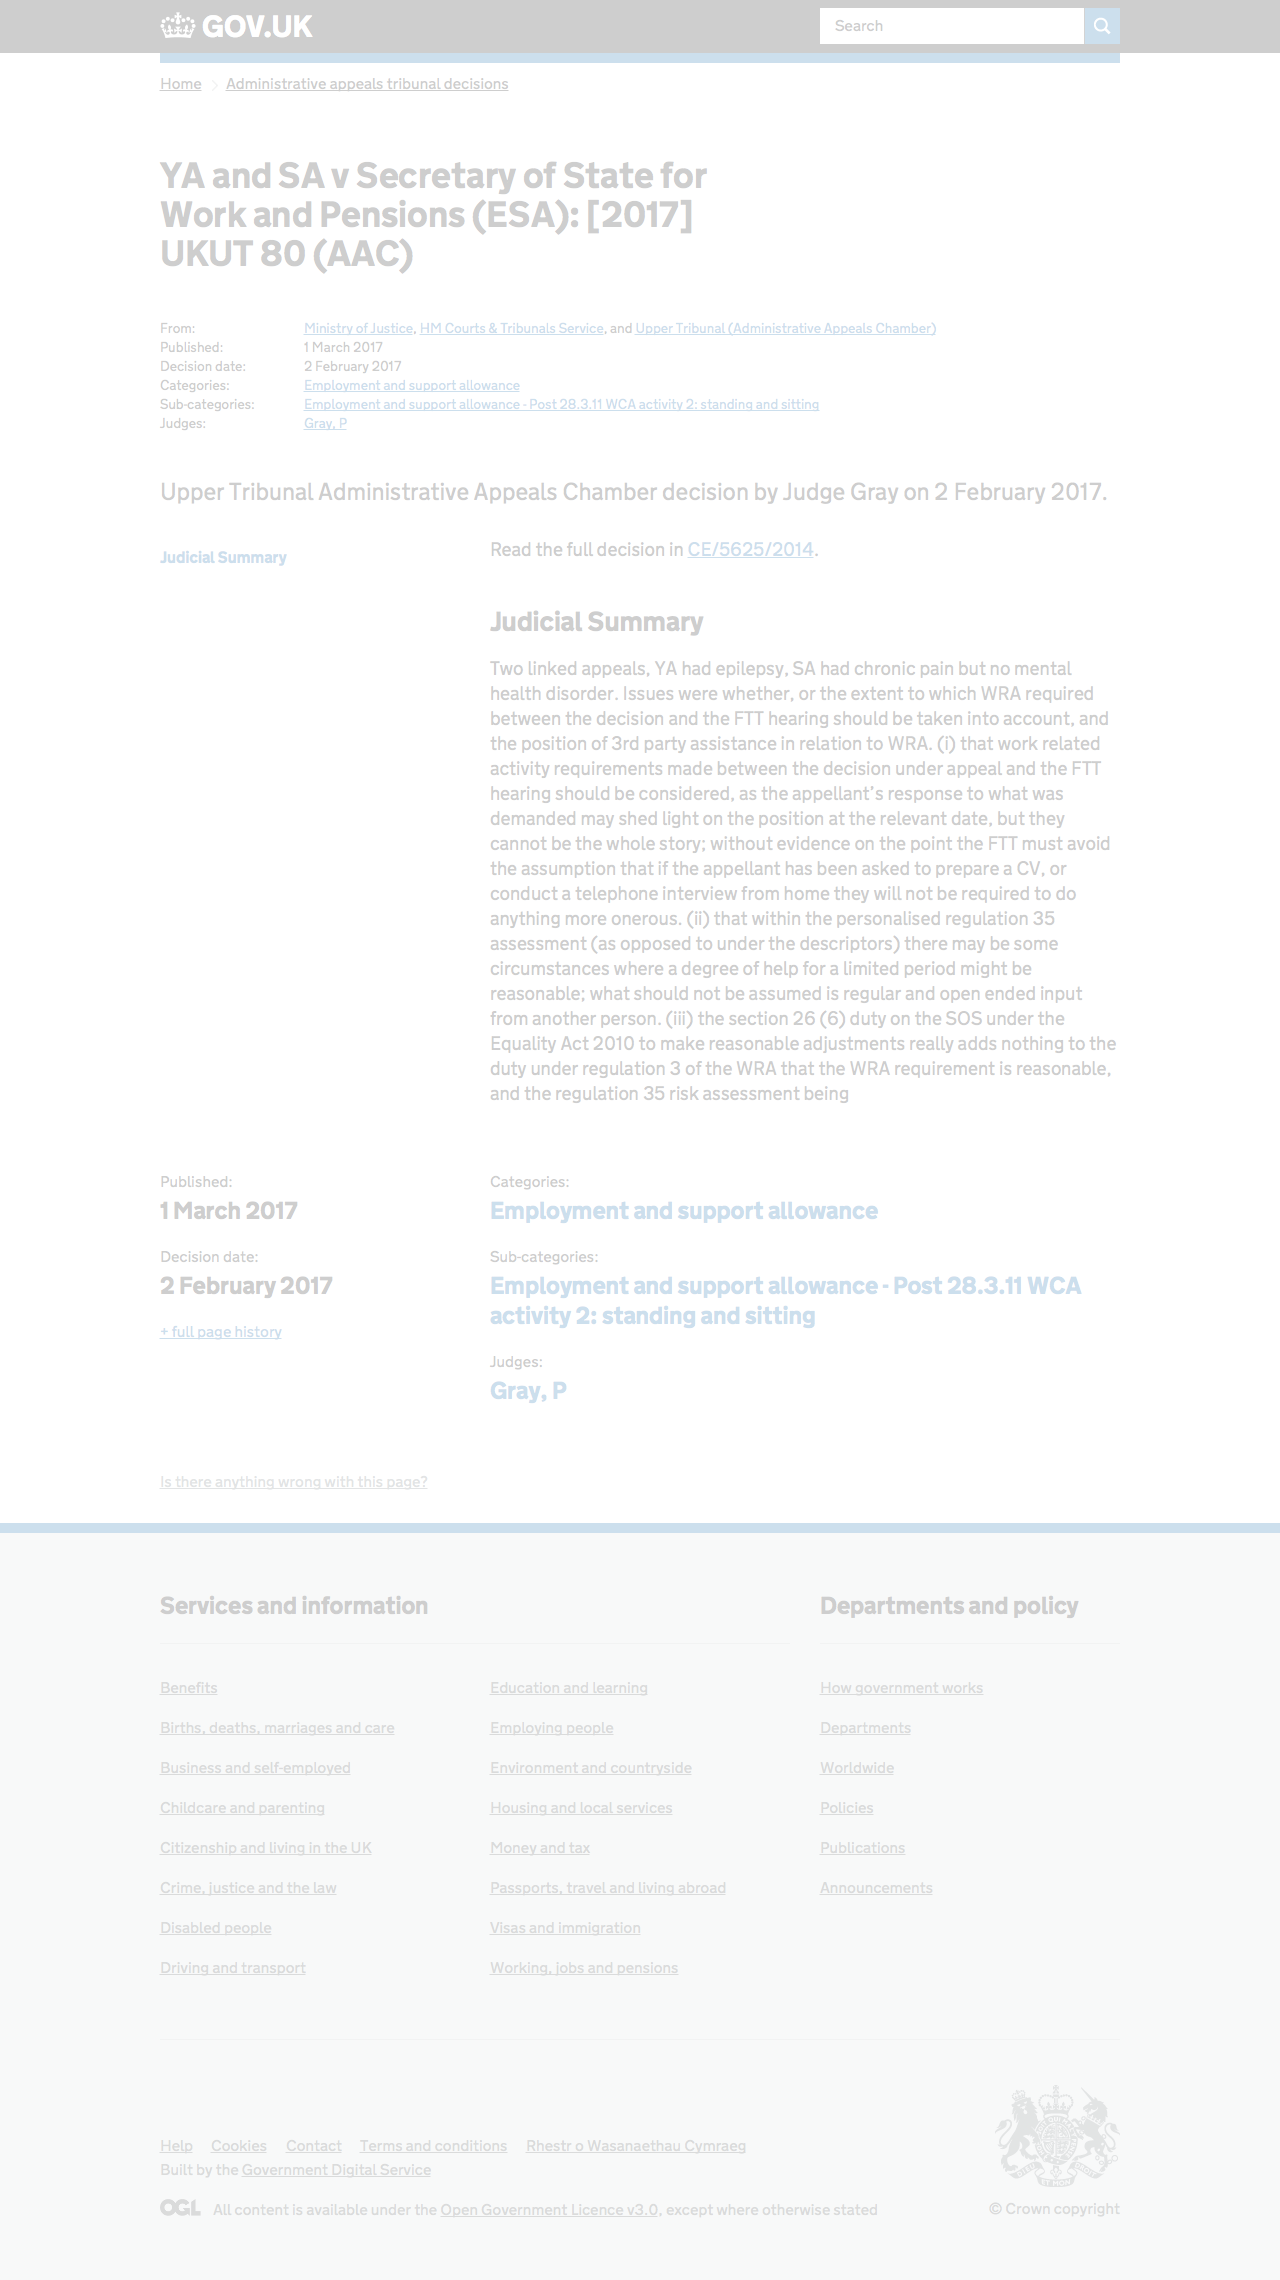 GOV.UK
Search
Home
Administrative appeals tribunal decisions
YA and SA v Secretary of State for
Work and Pensions (ESA): [2017]
UKUT 80 (AAC)
From: Ministry of Justice, HM Courts & Tribunals Service, and Upper Tribunal (Administrative Appeals Chamber)
Published: 1 March 2017
Decision date: 2 February 2017
Categories: Employment and support allowance
Sub-categories: Employment and support allowance - Post 28.3.11 WCA activity 2: standing and sitting
Judges: Gray, P
Upper Tribunal Administrative Appeals Chamber decision by Judge Gray on 2 February 2017.
Judicial Summary
Read the full decision in CE/5625/2014.
Judicial Summary
Two linked appeals, YA had epilepsy, SA had chronic pain but no mental
health disorder. Issues were whether, or the extent to which WRA required
between the decision and the FTT hearing should be taken into account, and
the position of 3rd party assistance in relation to WRA. (i) that work related
activity requirements made between the decision under appeal and the FTT
hearing should be considered, as the appellant's response to what was
demanded may shed light on the position at the relevant date, but they
cannot be the whole story; without evidence on the point the FTT must avoid
the assumption that if the appellant has been asked to prepare a CV, or
conduct a telephone interview from home they will not be required to do
anything more onerous. (ii) that within the personalised regulation 35
assessment (as opposed to under the descriptors) there may be some
circumstances where a degree of help for a limited period might be
reasonable; what should not be assumed is regular and open ended input
from another person. (iii) the section 26 (6) duty on the SOS under the
Equality Act 2010 to make reasonable adjustments really adds nothing to the
duty under regulation 3 of the WRA that the WRA requirement is reasonable,
and the regulation 35 risk assessment being
Published:
1 March 2017
Decision date:
2 February 2017
+ full page history
Categories:
Employment and support allowance
Sub-categories:
Employment and support allowance - Post 28.3.11 WCA
activity 2: standing and sitting
Judges:
Gray, P
Is there anything wrong with this page?
Services and information
Benefits
Births, deaths, marriages and care
Business and self-employed
Childcare and parenting
Citizenship and living in the UK
Crime, justice and the law
Disabled people
Driving and transport
Education and learning
Employing people
Environment and countryside
Housing and local services
Money and tax
Passports, travel and living abroad
Visas and immigration
Working, jobs and pensions
Departments and policy
How government works
Departments
Worldwide
Policies
Publications
Announcements
Help Cookies Contact Terms and conditions Rhestr o Wasanaethau Cymraeg
Built by the Government Digital Service
OGL All content is available under the Open Government Licence v3.0, except where otherwise stated
© Crown copyright